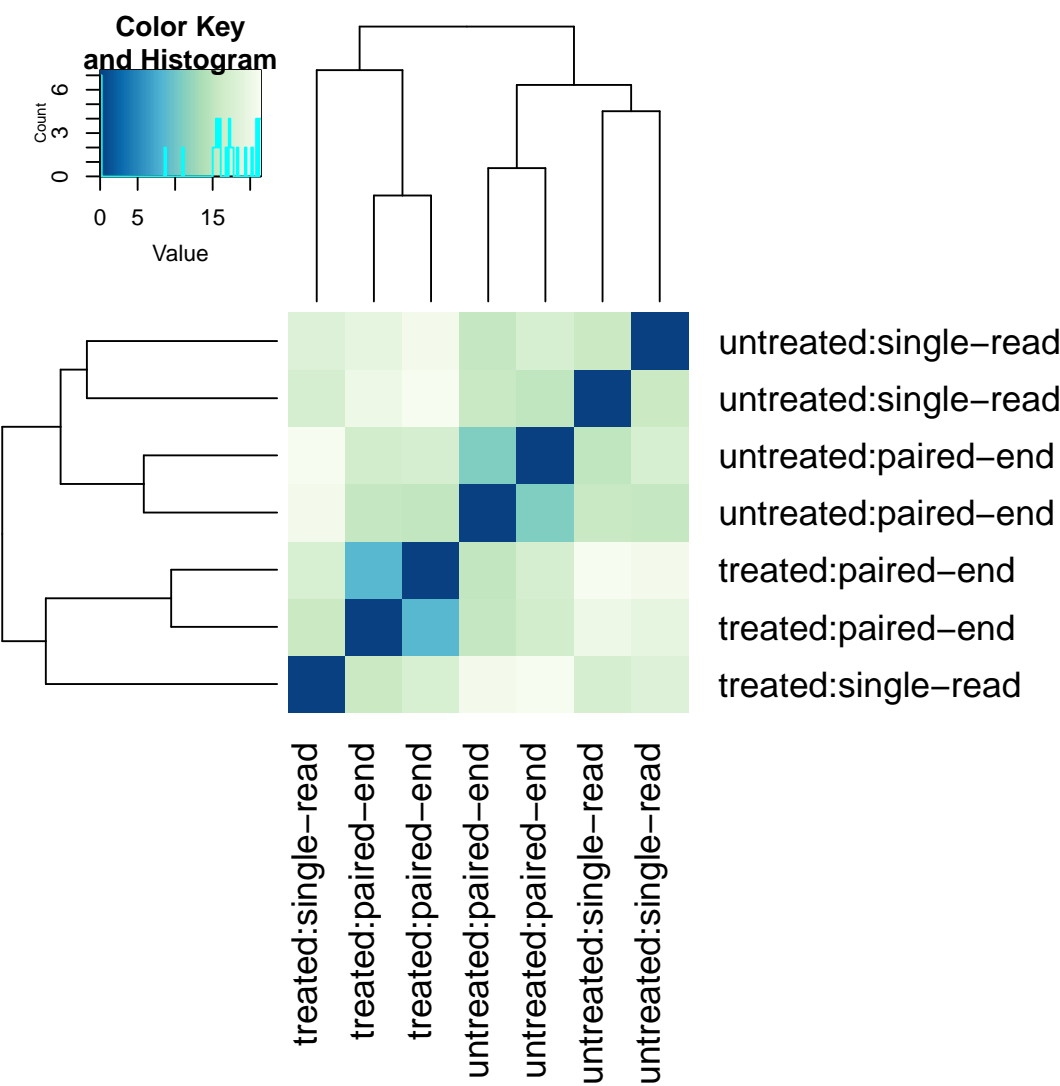 Color Key
and Histogram
Count
0 3 6
0 5 15
Value
untreated:single−read
untreated:single−read
untreated:paired−end
untreated:paired−end
treated:paired−end
treated:paired−end
treated:single−read
treated:single−read
treated:paired−end
treated:paired−end
untreated:paired−end
untreated:paired−end
untreated:single−read
untreated:single−read